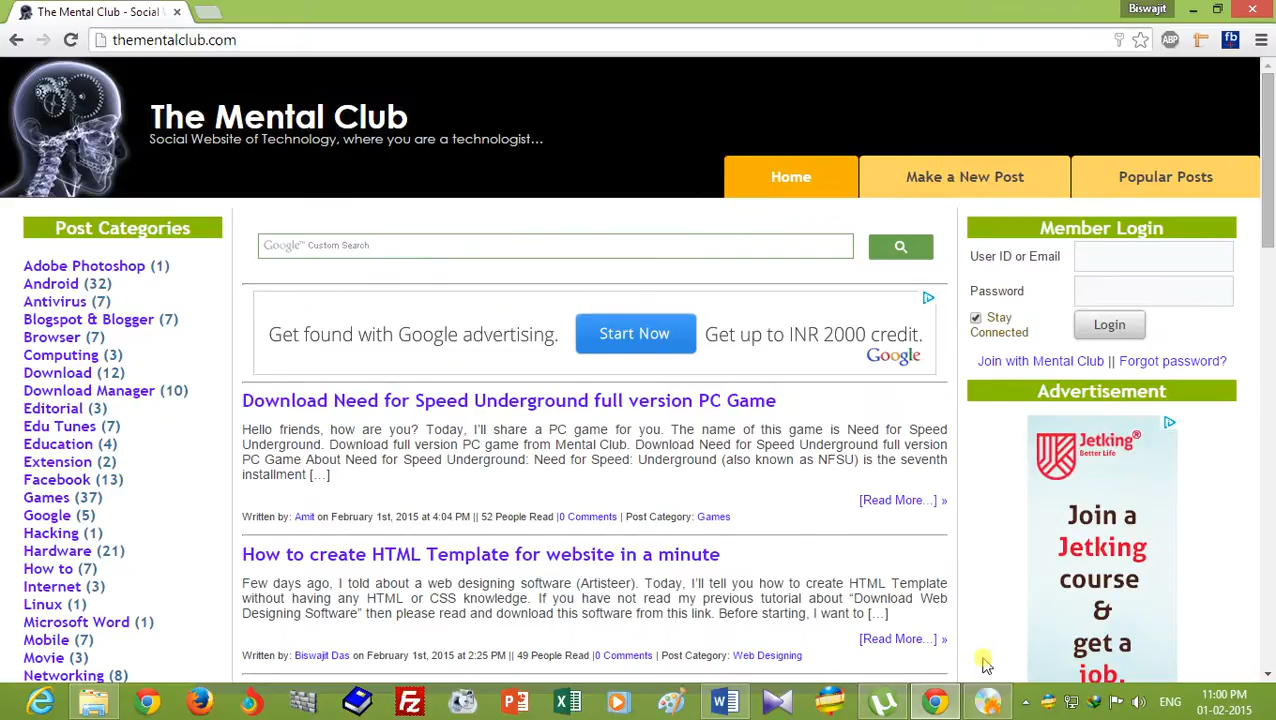 The Mental Club - Social
Biswajit
thementalclub.com
ABP
fb
The Mental Club
Social Website of Technology, where you are a technologist...
Home
Make a New Post
Popular Posts
Post Categories
Adobe Photoshop (1)
Android (32)
Antivirus (7)
Blogspot & Blogger (7)
Browser (7)
Computing (3)
Download (12)
Download Manager (10)
Editorial (3)
Edu Tunes (7)
Education (4)
Extension (2)
Facebook (13)
Games (37)
Google (5)
Hacking (1)
Hardware (21)
How to (7)
Internet (3)
Linux (1)
Microsoft Word (1)
Mobile (7)
Movie (3)
Networking (8)
Google™ Custom Search
Get found with Google advertising.
Start Now
Get up to INR 2000 credit.
Google
Download Need for Speed Underground full version PC Game
Hello friends, how are you? Today, I'll share a PC game for you. The name of this game is Need for Speed
Underground. Download full version PC game from Mental Club. Download Need for Speed Underground full version
PC Game About Need for Speed Underground: Need for Speed: Underground (also known as NFSU) is the seventh
installment [...]
[Read More...] »
Written by: Amit on February 1st, 2015 at 4:04 PM || 52 People Read |0 Comments | Post Category: Games
How to create HTML Template for website in a minute
Few days ago, I told about a web designing software (Artisteer). Today, I'll tell you how to create HTML Template
without having any HTML or CSS knowledge. If you have not read my previous tutorial about "Download Web
Designing Software" then please read and download this software from this link. Before starting, I want to [...]
[Read More...] »
Written by: Biswajit Das on February 1st, 2015 at 2:25 PM || 49 People Read |0 Comments | Post Category: Web Designing
Member Login
User ID or Email
Password
Stay
Connected
Login
Join with Mental Club || Forgot password?
Advertisement
Jetking®
Better Life
Join a
Jetking
course
&
get a
job.
ENG
11:00 PM
01-02-2015